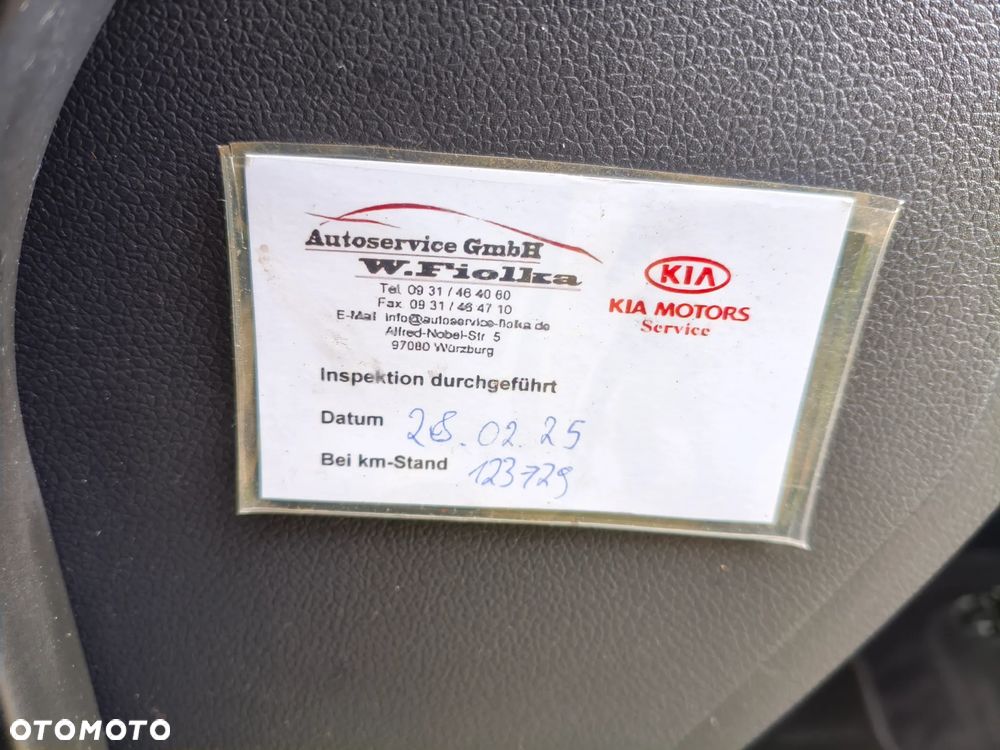 Autoservice GmbH
W.Fiolka
Tel. 09 31 / 46 40 60
Fax. 09 31 / 46 47 10
E-Mail info@autoservice-fiolka.de
Alfred-Nobel-Str. 5
97080 Würzburg
KIA
KIA MOTORS
Service
Inspektion durchgeführt
Datum 28.02.25
Bei km-Stand 123729
OTOMOTO